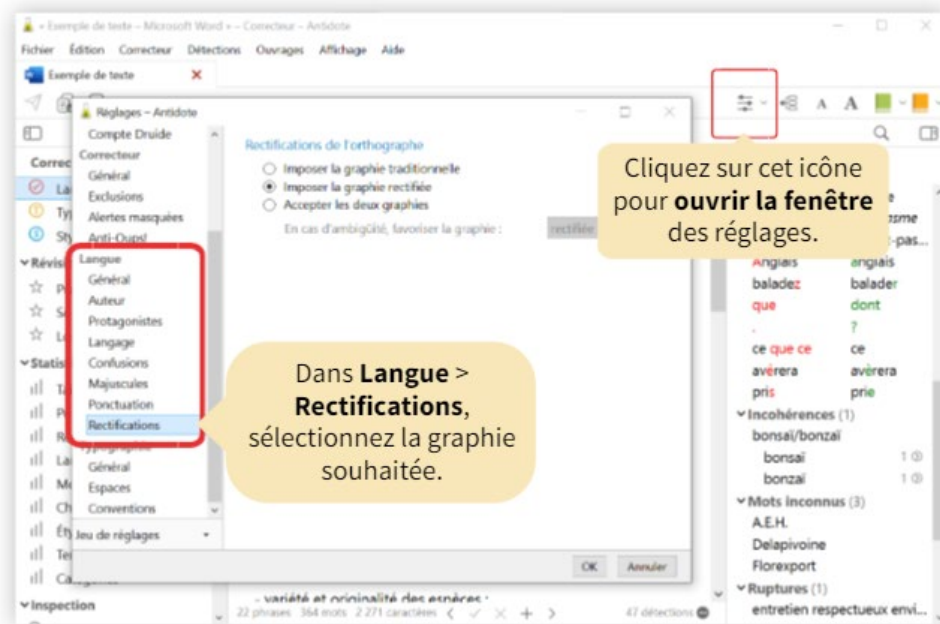 « Exemple de texte – Microsoft Word » – Correcteur – Antidote
Fichier Édition Correcteur Détections Ouvrages Affichage Aide
Exemple de texte
Réglages – Antidote
Compte Druide
Correcteur
Général
Exclusions
Alertes masquées
Anti-Oups!
Langue
Général
Auteur
Protagonistes
Langage
Confusions
Majuscules
Ponctuation
Rectifications
Typographie
Général
Espaces
Conventions
Jeu de réglages
Rectifications de l'orthographe
Imposer la graphie traditionnelle
Imposer la graphie rectifiée
Accepter les deux graphies
En cas d'ambigüité, favoriser la graphie : rectifiée
OK Annuler
Cliquez sur cet icône
pour ouvrir la fenêtre
des réglages.
Dans Langue >
Rectifications,
sélectionnez la graphie
souhaitée.
A A
Anglais anglais
baladez balader
que dont
. ?
ce que ce ce
avérera avèrera
pris prie
Incohérences (1)
bonsaï/bonzaï
bonsaï 1
bonzaï 1
Mots inconnus (3)
A.E.H.
Delapivoine
Florexport
Ruptures (1)
entretien respectueux envi...
Inspection
- variété et originalité des espèces ;
22 phrases 364 mots 2 271 caractères
47 détections